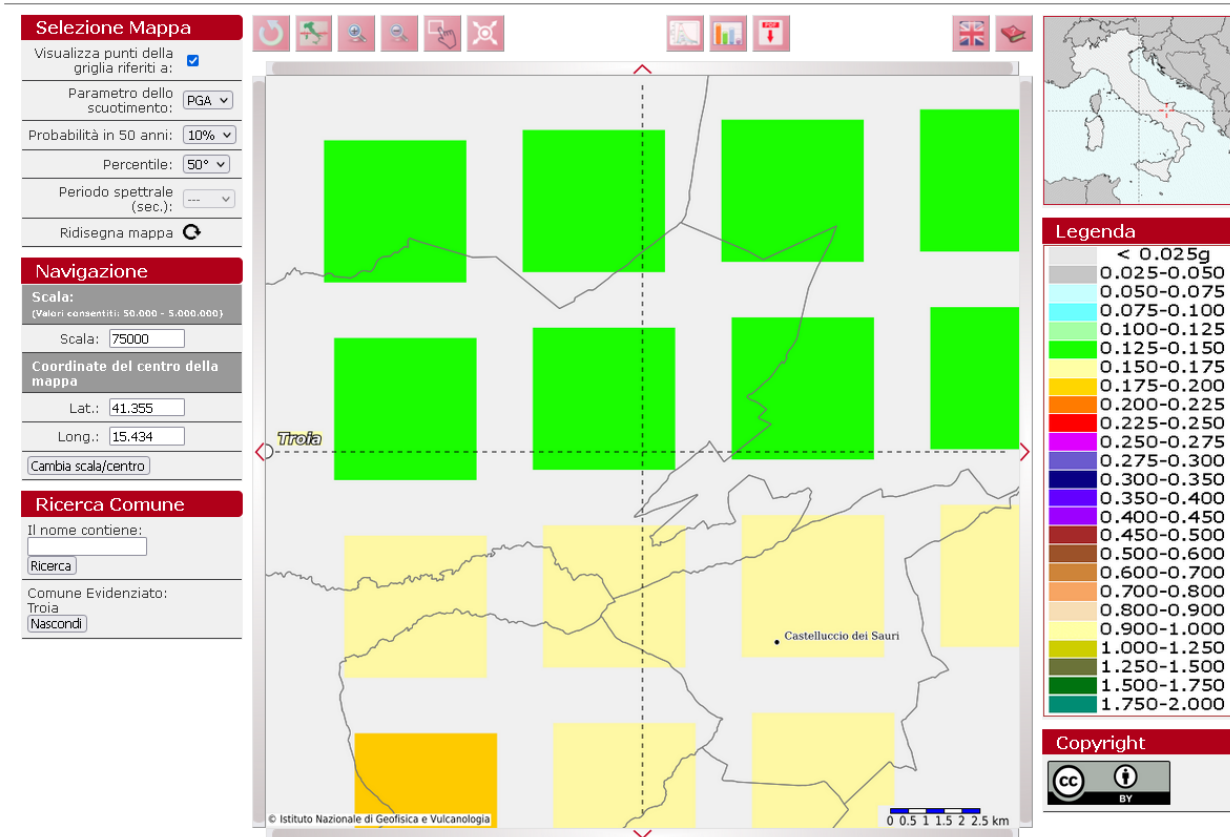 Selezione Mappa
Visualizza punti della
griglia riferiti a:
Parametro dello
scuotimento:
PGA
Probabilità in 50 anni: 10%
Percentile: 50°
Periodo spettrale
(sec.):
---
Ridisegna mappa
Navigazione
Scala:
(Valori consentiti: 50.000 - 5.000.000)
Scala: 75000
Coordinate del centro della
mappa
Lat.: 41.355
Long.: 15.434
Cambia scala/centro
Ricerca Comune
Il nome contiene:
Ricerca
Comune Evidenziato:
Troia
Nascondi
PDF
Troia
Castelluccio dei Sauri
© Istituto Nazionale di Geofisica e Vulcanologia
0 0.5 1 1.5 2 2.5 km
Legenda
< 0.025g
0.025-0.050
0.050-0.075
0.075-0.100
0.100-0.125
0.125-0.150
0.150-0.175
0.175-0.200
0.200-0.225
0.225-0.250
0.250-0.275
0.275-0.300
0.300-0.350
0.350-0.400
0.400-0.450
0.450-0.500
0.500-0.600
0.600-0.700
0.700-0.800
0.800-0.900
0.900-1.000
1.000-1.250
1.250-1.500
1.500-1.750
1.750-2.000
Copyright
cc
BY